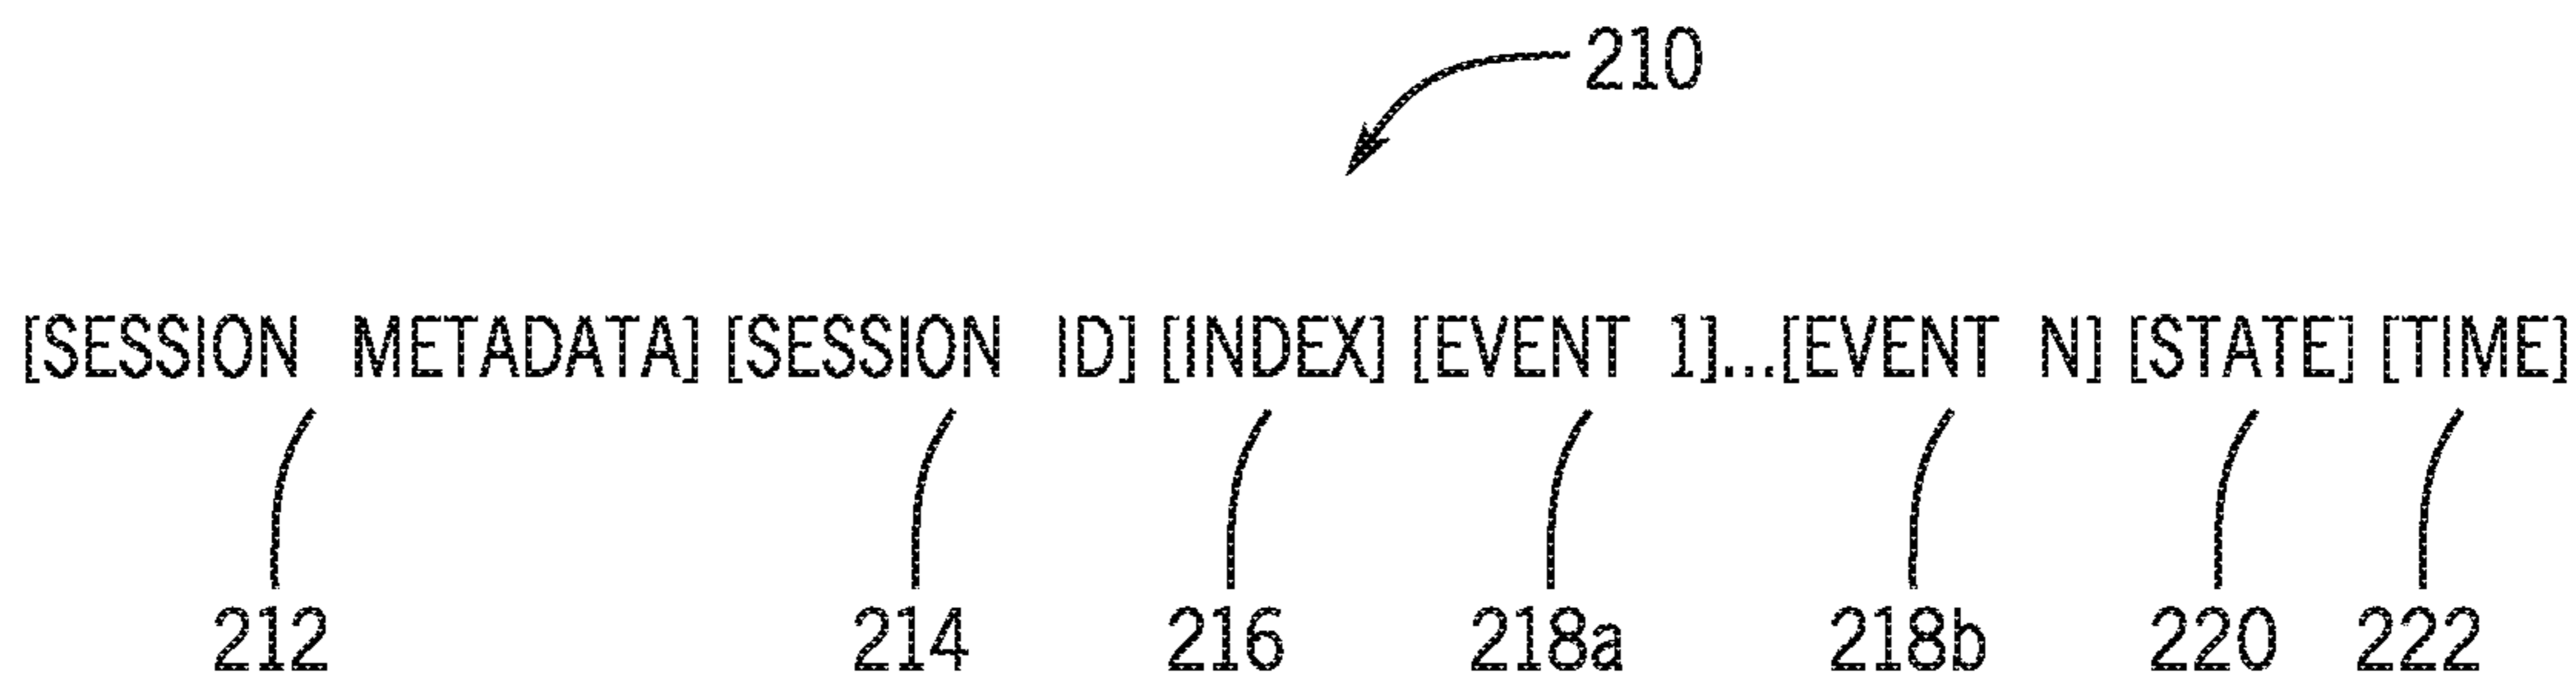 210
[SESSION METADATA] [SESSION ID] [INDEX] [EVENT 1]...[EVENT N] [STATE] [TIME]
212 214 216 218a 218b 220 222